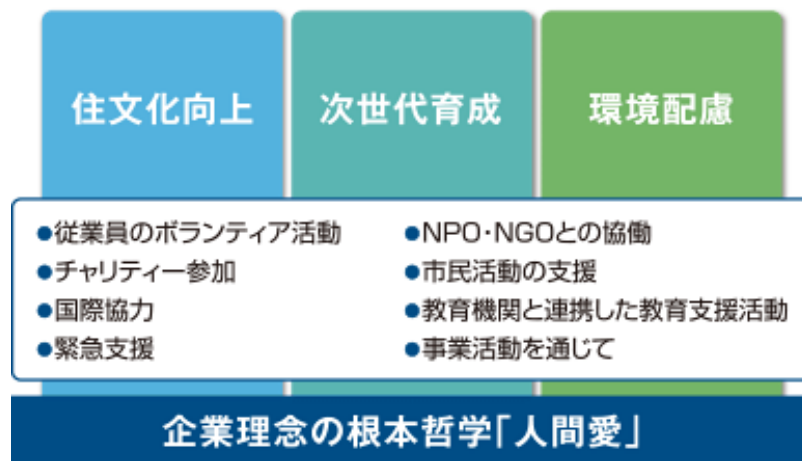 住文化向上
次世代育成
環境配慮
●従業員のボランティア活動
●チャリティー参加
●国際協力
●緊急支援
●NPO・NGOとの協働
●市民活動の支援
●教育機関と連携した教育支援活動
●事業活動を通じて
企業理念の根本哲学「人間愛」